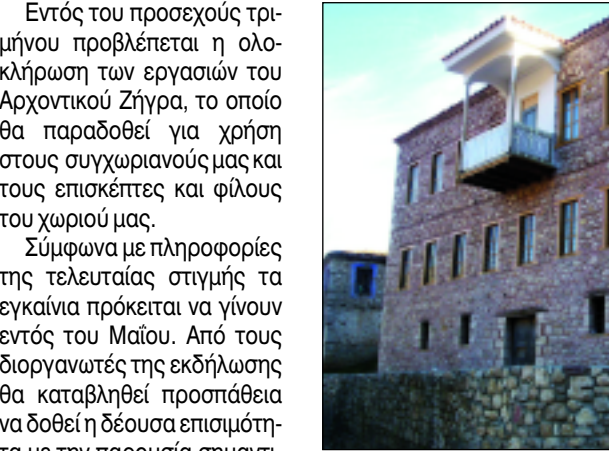 Εντός του προσεχούς τρι-
μήνου προβλέπεται η ολο-
κλήρωση των εργασιών του
Αρχοντικού Ζήγρα, το οποίο
θα παραδοθεί για χρήση
στους συγχωριανούς μας και
τους επισκέπτες και φίλους
του χωριού μας.
Σύμφωνα με πληροφορίες
της τελευταίας στιγμής τα
εγκαίνια πρόκειται να γίνουν
εντός του Μαΐου. Από τους
διοργανωτές της εκδήλωσης
θα καταβληθεί προσπάθεια
να δοθεί η δέουσα επισιμότη-
τα με την παρουσία σημαντι-